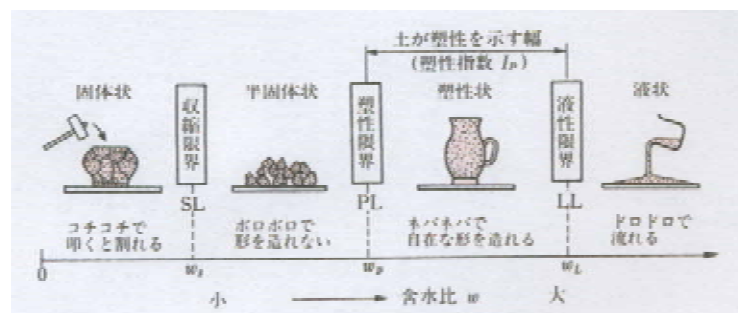 土が塑性を示す幅
(塑性指数 Ip)
固体状
収縮限界
半固体状
塑性限界
塑性状
液性限界
液状
SL
PL
LL
コチコチで
叩くと割れる
ボロボロで
形を造れない
ネバネバで
自在な形を造れる
ドロドロで
流れる
0
ws
wp
wL
小
含水比 w
大